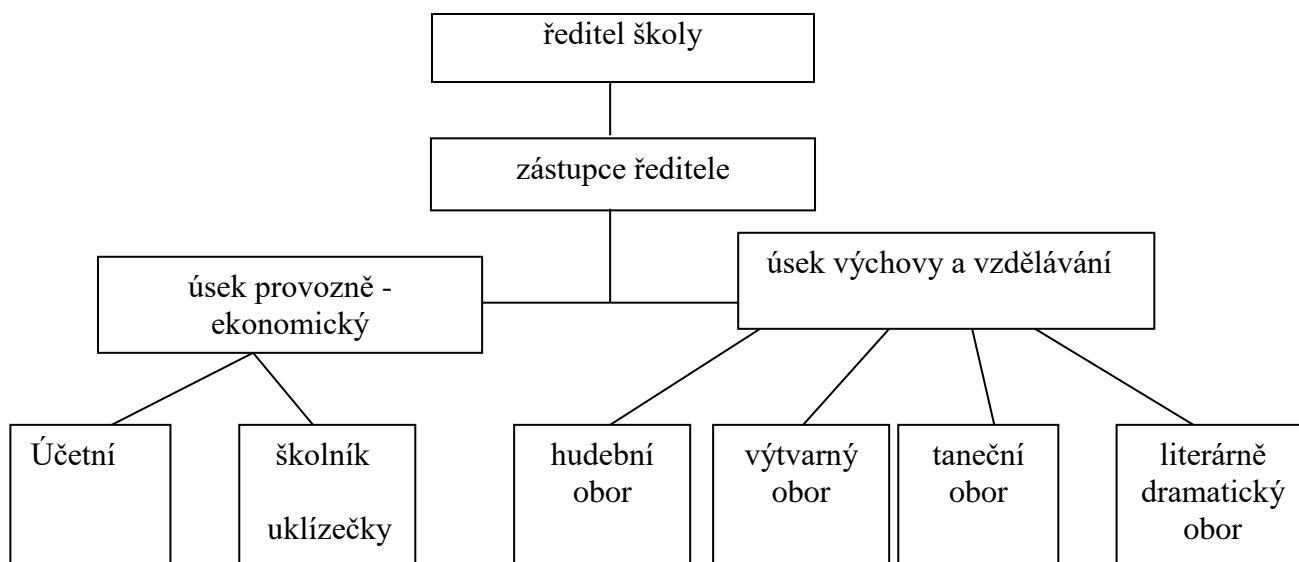 ředitel školy
zástupce ředitele
úsek provozně -
ekonomický
úsek výchovy a vzdělávání
Účetní
školník
uklízečky
hudební
obor
výtvarný
obor
taneční
obor
literárně
dramatický
obor